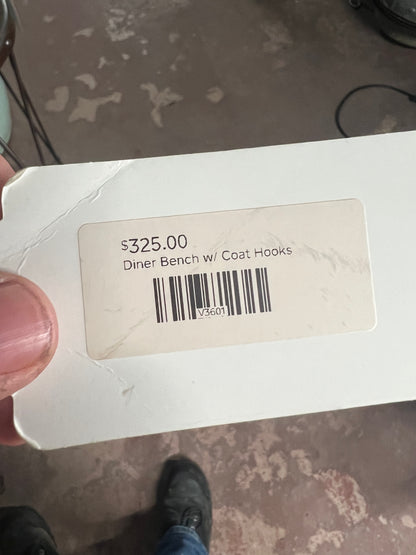 $325.00
Diner Bench w/ Coat Hooks
V3601